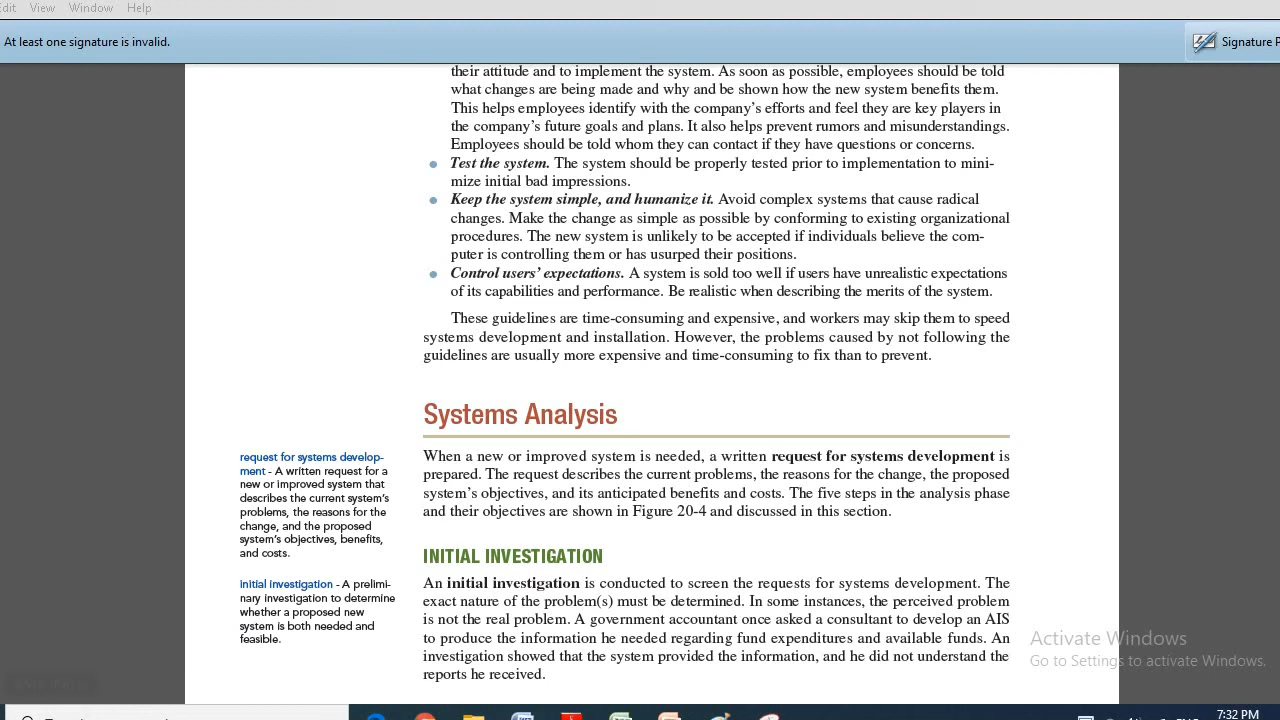 Edit View Window Help
At least one signature is invalid.
Signature P
their attitude and to implement the system. As soon as possible, employees should be told
what changes are being made and why and be shown how the new system benefits them.
This helps employees identify with the company's efforts and feel they are key players in
the company's future goals and plans. It also helps prevent rumors and misunderstandings.
Employees should be told whom they can contact if they have questions or concerns.
● Test the system. The system should be properly tested prior to implementation to mini-
mize initial bad impressions.
● Keep the system simple, and humanize it. Avoid complex systems that cause radical
changes. Make the change as simple as possible by conforming to existing organizational
procedures. The new system is unlikely to be accepted if individuals believe the com-
puter is controlling them or has usurped their positions.
● Control users' expectations. A system is sold too well if users have unrealistic expectations
of its capabilities and performance. Be realistic when describing the merits of the system.
These guidelines are time-consuming and expensive, and workers may skip them to speed
systems development and installation. However, the problems caused by not following the
guidelines are usually more expensive and time-consuming to fix than to prevent.
Systems Analysis
When a new or improved system is needed, a written request for systems development is
prepared. The request describes the current problems, the reasons for the change, the proposed
system's objectives, and its anticipated benefits and costs. The five steps in the analysis phase
and their objectives are shown in Figure 20-4 and discussed in this section.
request for systems develop-
ment - A written request for a
new or improved system that
describes the current system's
problems, the reasons for the
change, and the proposed
system's objectives, benefits,
and costs.
INITIAL INVESTIGATION
An initial investigation is conducted to screen the requests for systems development. The
exact nature of the problem(s) must be determined. In some instances, the perceived problem
is not the real problem. A government accountant once asked a consultant to develop an AIS
to produce the information he needed regarding fund expenditures and available funds. An
investigation showed that the system provided the information, and he did not understand the
reports he received.
initial investigation - A prelimi-
nary investigation to determine
whether a proposed new
system is both needed and
feasible.
Activate Windows
Go to Settings to activate Windows.
7:32 PM